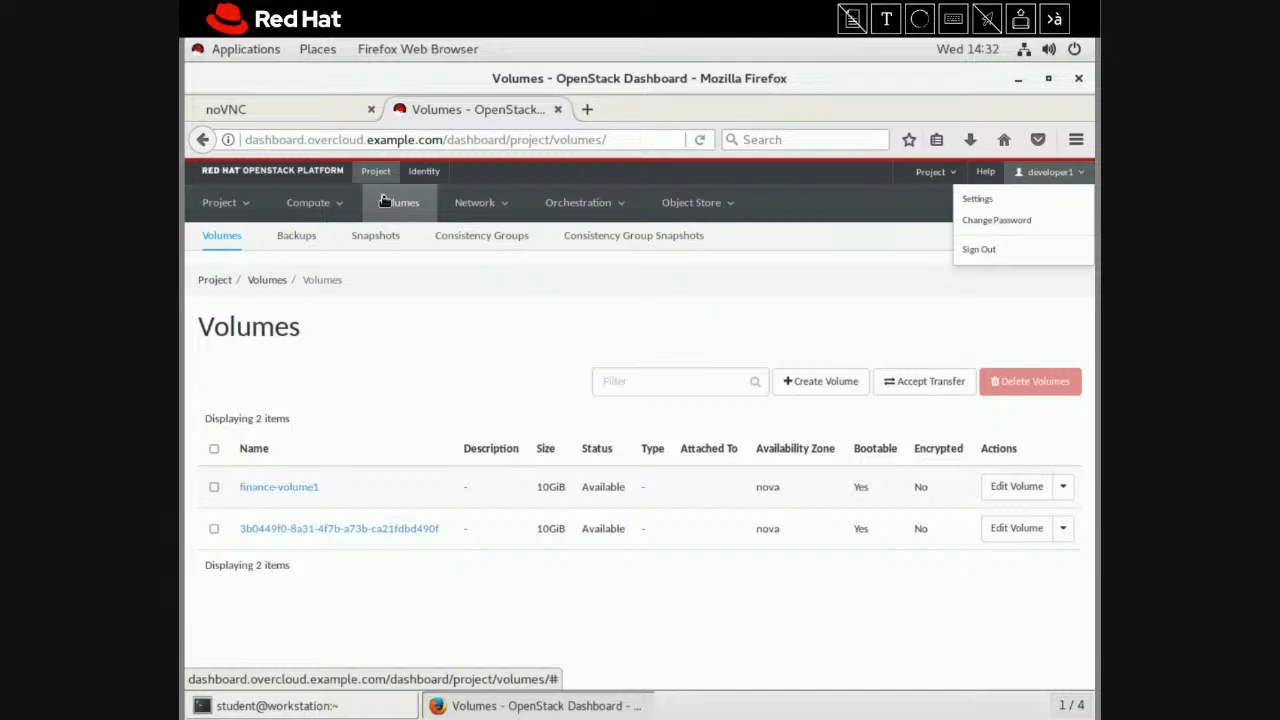 Red Hat
T
>à
Applications Places Firefox Web Browser Wed 14:32
Volumes - OpenStack Dashboard - Mozilla Firefox
noVNC Volumes - OpenStack...
dashboard.overcloud.example.com/dashboard/project/volumes/ Search
RED HAT OPENSTACK PLATFORM Project Identity Project Help developer1
Project Compute Network Orchestration Object Store
Settings
Change Password
Sign Out
Volumes Backups Snapshots Consistency Groups Consistency Group Snapshots
Project / Volumes / Volumes
Volumes
Filter Create Volume Accept Transfer Delete Volumes
Displaying 2 items
Name Description Size Status Type Attached To Availability Zone Bootable Encrypted Actions
finance-volume1 - 10GiB Available - nova Yes No Edit Volume
3b0449f0-8a31-4f7b-a73b-ca21fdbd490f - 10GiB Available - nova Yes No Edit Volume
Displaying 2 items
dashboard.overcloud.example.com/dashboard/project/volumes/#
student@workstation:~ Volumes - OpenStack Dashboard - ... 1 / 4